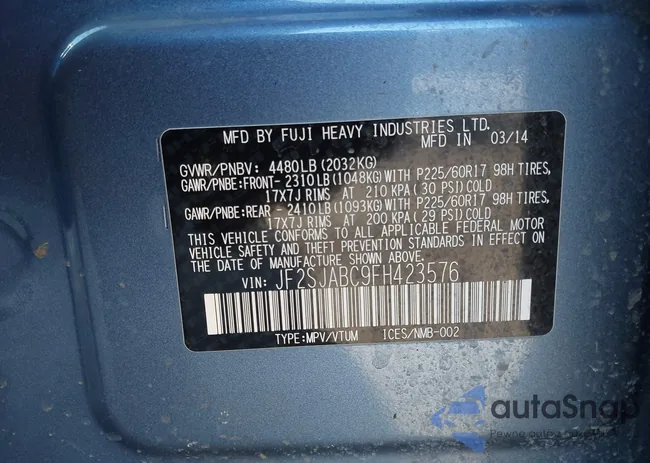 MFD BY FUJI HEAVY INDUSTRIES LTD.
MFD IN 03/14
GVWR/PNBV: 4480LB(2032KG)
GAWR/PNBE:FRONT- 2310LB(1048KG)WITH P225/60R17 98H TIRES,
17X7J RIMS AT 210 KPA(30 PSI)COLD
GAWR/PNBE:REAR - 2410LB(1093KG)WITH P225/60R17 98H TIRES,
17X7J RIMS AT 200 KPA(29 PSI)COLD
THIS VEHICLE CONFORMS TO ALL APPLICABLE FEDERAL MOTOR
VEHICLE SAFETY AND THEFT PREVENTION STANDARDS IN EFFECT ON THE
DATE OF MANUFACTURE SHOWN ABOVE.
VIN: JF2SJABC9FH423576
TYPE:MPV/VTUM ICES/NMB-002
autoSnap